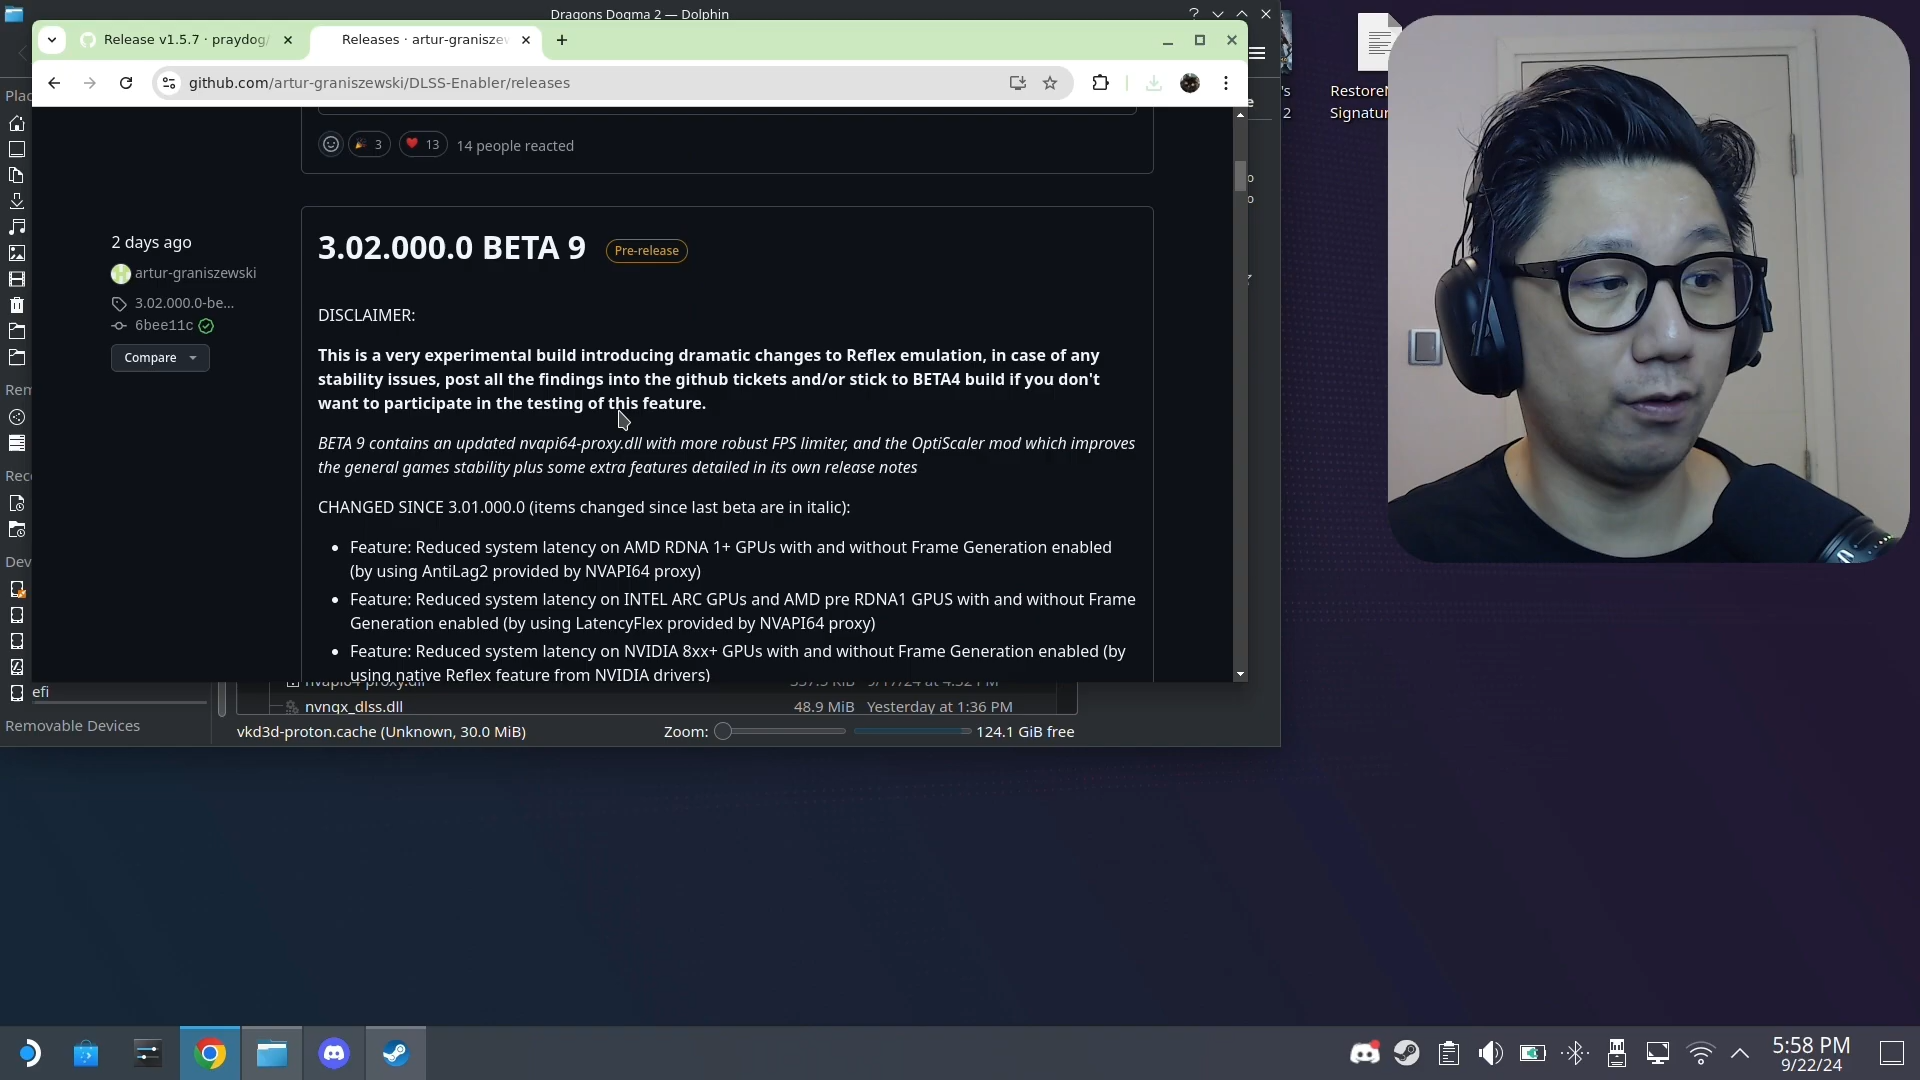 Dragons Dogma 2 — Dolphin
Release v1.5.7 · praydog/
Releases · artur-graniszew
github.com/artur-graniszewski/DLSS-Enabler/releases
Plac
3
13
14 people reacted
2 days ago
artur-graniszewski
3.02.000.0-be...
6bee11c
Compare
3.02.000.0 BETA 9
Pre-release
DISCLAIMER:
This is a very experimental build introducing dramatic changes to Reflex emulation, in case of any
stability issues, post all the findings into the github tickets and/or stick to BETA4 build if you don't
want to participate in the testing of this feature.
BETA 9 contains an updated nvapi64-proxy.dll with more robust FPS limiter, and the OptiScaler mod which improves
the general games stability plus some extra features detailed in its own release notes
CHANGED SINCE 3.01.000.0 (items changed since last beta are in italic):
Feature: Reduced system latency on AMD RDNA 1+ GPUs with and without Frame Generation enabled
(by using AntiLag2 provided by NVAPI64 proxy)
Feature: Reduced system latency on INTEL ARC GPUs and AMD pre RDNA1 GPUS with and without Frame
Generation enabled (by using LatencyFlex provided by NVAPI64 proxy)
Feature: Reduced system latency on NVIDIA 8xx+ GPUs with and without Frame Generation enabled (by
using native Reflex feature from NVIDIA drivers)
Rem
Rec
Dev
efi
Removable Devices
nvngx_dlss.dll
48.9 MiB
Yesterday at 1:36 PM
vkd3d-proton.cache (Unknown, 30.0 MiB)
Zoom:
124.1 GiB free
's
2
Restore
Signatur
5:58 PM
9/22/24